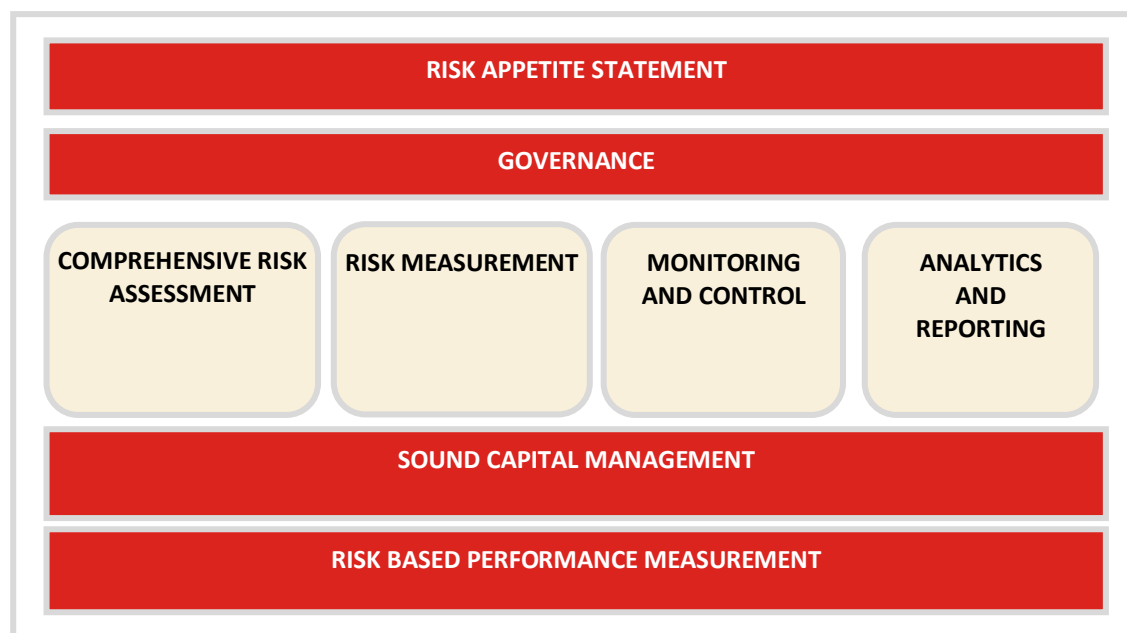 RISK APPETITE STATEMENT
GOVERNANCE
COMPREHENSIVE RISK
ASSESSMENT
RISK MEASUREMENT
MONITORING
AND CONTROL
ANALYTICS
AND
REPORTING
SOUND CAPITAL MANAGEMENT
RISK BASED PERFORMANCE MEASUREMENT